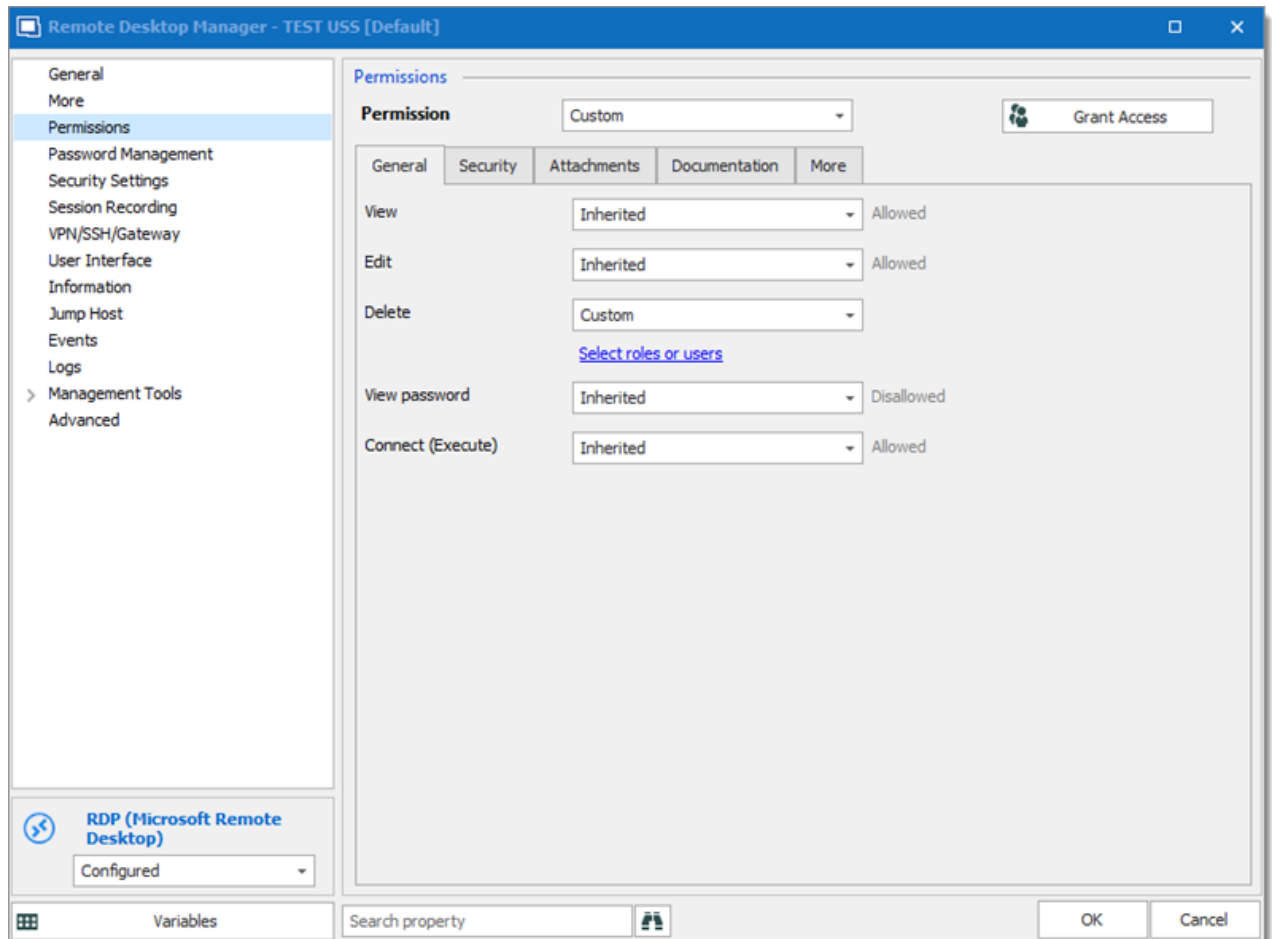 Remote Desktop Manager - TEST USS [Default]
General
More
Permissions
Password Management
Security Settings
Session Recording
VPN/SSH/Gateway
User Interface
Information
Jump Host
Events
Logs
Management Tools
Advanced
RDP (Microsoft Remote
Desktop)
Configured
Variables
Permissions
Permission Custom Grant Access
General Security Attachments Documentation More
View Inherited Allowed
Edit Inherited Allowed
Delete Custom
Select roles or users
View password Inherited Disallowed
Connect (Execute) Inherited Allowed
Search property
OK Cancel